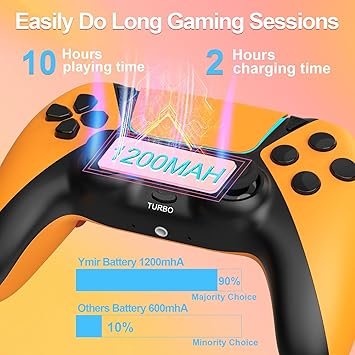 Easily Do Long Gaming Sessions
10 Hours playing time
2 Hours charging time
1200MAH
TURBO
Ymir Battery 1200mhA
90%
Majority Choice
Others Battery 600mhA
10%
Minority Choice